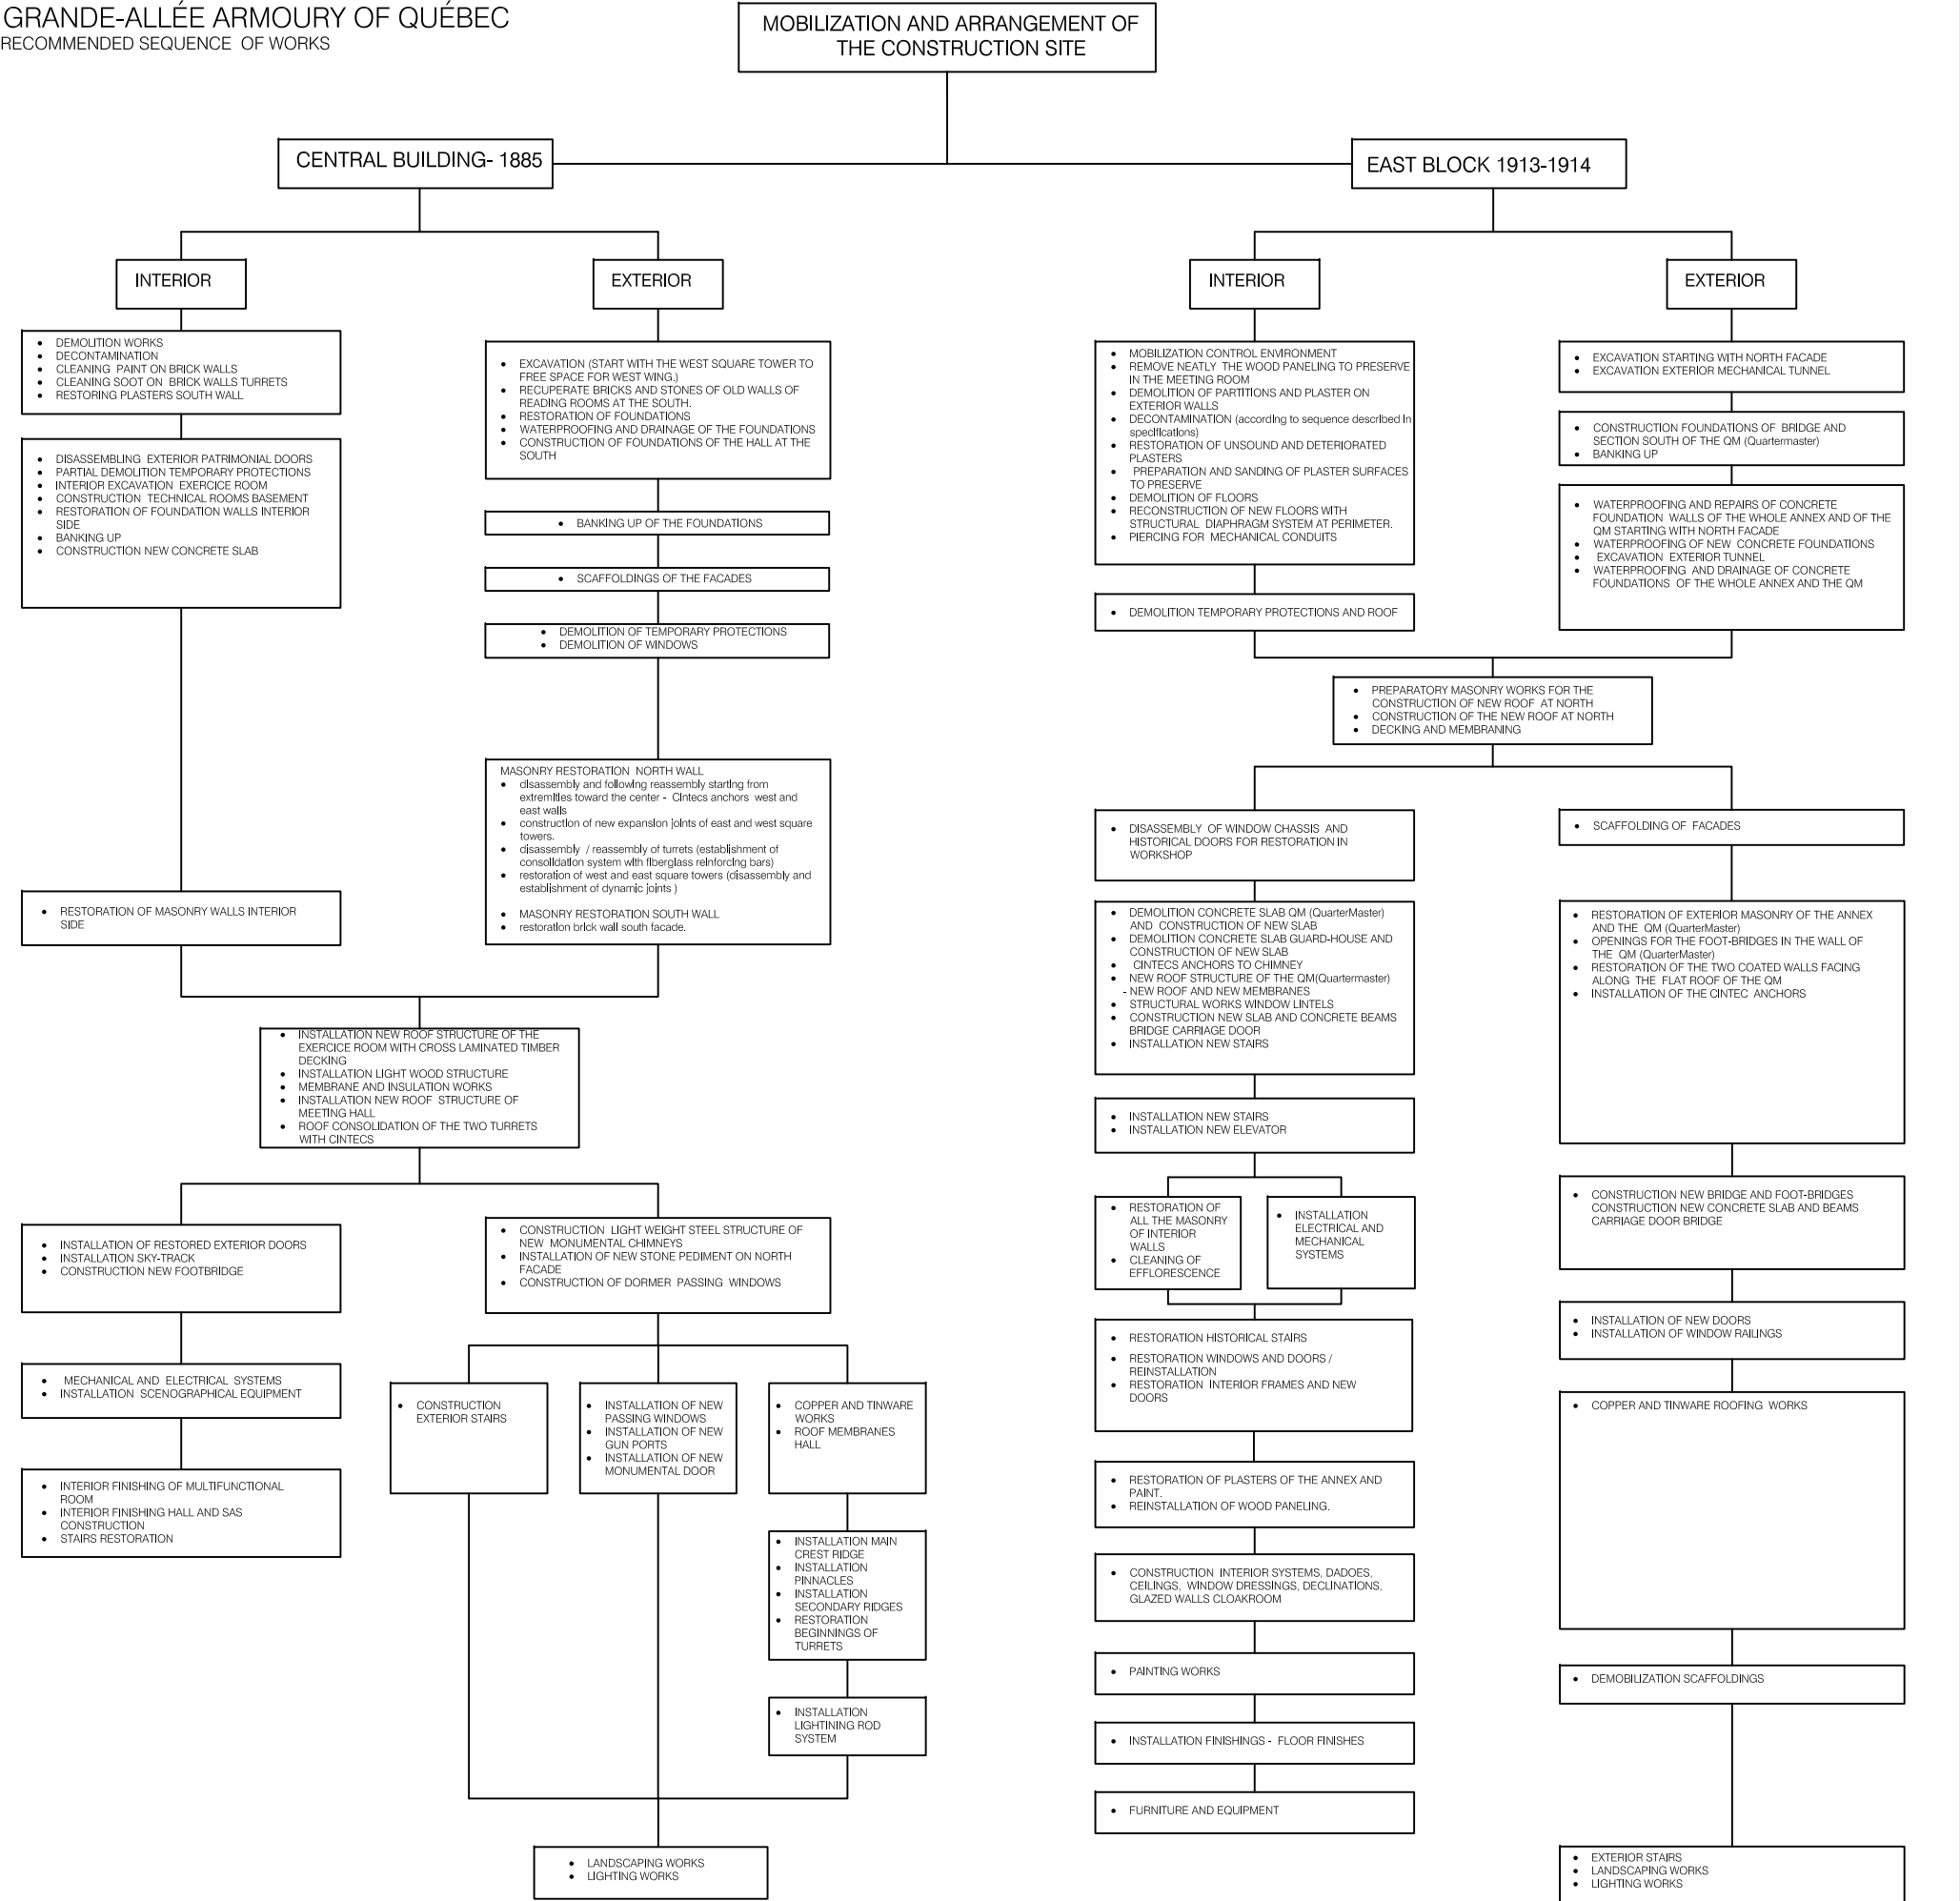 GRANDE-ALLÉE ARMOURY OF QUÉBEC
RECOMMENDED SEQUENCE OF WORKS
MOBILIZATION AND ARRANGEMENT OF
THE CONSTRUCTION SITE
CENTRAL BUILDING- 1885
EAST BLOCK 1913-1914
INTERIOR
EXTERIOR
INTERIOR
EXTERIOR
• DEMOLITION WORKS
• DECONTAMINATION
• CLEANING PAINT ON BRICK WALLS
• CLEANING SOOT ON BRICK WALLS TURRETS
• RESTORING PLASTERS SOUTH WALL
• DISASSEMBLING EXTERIOR PATRIMONIAL DOORS
• PARTIAL DEMOLITION TEMPORARY PROTECTIONS
• INTERIOR EXCAVATION EXERCICE ROOM
• CONSTRUCTION TECHNICAL ROOMS BASEMENT
• RESTORATION OF FOUNDATION WALLS INTERIOR
SIDE
• BANKING UP
• CONSTRUCTION NEW CONCRETE SLAB
• RESTORATION OF MASONRY WALLS INTERIOR
SIDE
• EXCAVATION (START WITH THE WEST SQUARE TOWER TO
FREE SPACE FOR WEST WING.)
• RECUPERATE BRICKS AND STONES OF OLD WALLS OF
READING ROOMS AT THE SOUTH.
• RESTORATION OF FOUNDATIONS
• WATERPROOFING AND DRAINAGE OF THE FOUNDATIONS
• CONSTRUCTION OF FOUNDATIONS OF THE HALL AT THE
SOUTH
• BANKING UP OF THE FOUNDATIONS
• SCAFFOLDINGS OF THE FACADES
• DEMOLITION OF TEMPORARY PROTECTIONS
• DEMOLITION OF WINDOWS
MASONRY RESTORATION NORTH WALL
• disassembly and following reassembly starting from
extremities toward the center - Cintecs anchors west and
east walls
• construction of new expansion joints of east and west square
towers.
• disassembly / reassembly of turrets (establishment of
consolidation system with fiberglass reinforcing bars)
• restoration of west and east square towers (disassembly and
establishment of dynamic joints )
• MASONRY RESTORATION SOUTH WALL
• restoration brick wall south facade.
• INSTALLATION NEW ROOF STRUCTURE OF THE
EXERCICE ROOM WITH CROSS LAMINATED TIMBER
DECKING
• INSTALLATION LIGHT WOOD STRUCTURE
• MEMBRANE AND INSULATION WORKS
• INSTALLATION NEW ROOF STRUCTURE OF
MEETING HALL
• ROOF CONSOLIDATION OF THE TWO TURRETS
WITH CINTECS
• INSTALLATION OF RESTORED EXTERIOR DOORS
• INSTALLATION SKY-TRACK
• CONSTRUCTION NEW FOOTBRIDGE
• MECHANICAL AND ELECTRICAL SYSTEMS
• INSTALLATION SCENOGRAPHICAL EQUIPMENT
• INTERIOR FINISHING OF MULTIFUNCTIONAL
ROOM
• INTERIOR FINISHING HALL AND SAS
CONSTRUCTION
• STAIRS RESTORATION
• CONSTRUCTION LIGHT WEIGHT STEEL STRUCTURE OF
NEW MONUMENTAL CHIMNEYS
• INSTALLATION OF NEW STONE PEDIMENT ON NORTH
FACADE
• CONSTRUCTION OF DORMER PASSING WINDOWS
• CONSTRUCTION
EXTERIOR STAIRS
• INSTALLATION OF NEW
PASSING WINDOWS
• INSTALLATION OF NEW
GUN PORTS
• INSTALLATION OF NEW
MONUMENTAL DOOR
• COPPER AND TINWARE
WORKS
• ROOF MEMBRANES
HALL
• INSTALLATION MAIN
CREST RIDGE
• INSTALLATION
PINNACLES
• INSTALLATION
SECONDARY RIDGES
• RESTORATION
BEGINNINGS OF
TURRETS
• INSTALLATION
LIGHTINING ROD
SYSTEM
• LANDSCAPING WORKS
• LIGHTING WORKS
• MOBILIZATION CONTROL ENVIRONMENT
• REMOVE NEATLY THE WOOD PANELING TO PRESERVE
IN THE MEETING ROOM
• DEMOLITION OF PARTITIONS AND PLASTER ON
EXTERIOR WALLS
• DECONTAMINATION (according to sequence described in
specifications)
• RESTORATION OF UNSOUND AND DETERIORATED
PLASTERS
• PREPARATION AND SANDING OF PLASTER SURFACES
TO PRESERVE
• DEMOLITION OF FLOORS
• RECONSTRUCTION OF NEW FLOORS WITH
STRUCTURAL DIAPHRAGM SYSTEM AT PERIMETER.
• PIERCING FOR MECHANICAL CONDUITS
• DEMOLITION TEMPORARY PROTECTIONS AND ROOF
• EXCAVATION STARTING WITH NORTH FACADE
• EXCAVATION EXTERIOR MECHANICAL TUNNEL
• CONSTRUCTION FOUNDATIONS OF BRIDGE AND
SECTION SOUTH OF THE QM (Quartermaster)
• BANKING UP
• WATERPROOFING AND REPAIRS OF CONCRETE
FOUNDATION WALLS OF THE WHOLE ANNEX AND OF THE
QM STARTING WITH NORTH FACADE
• WATERPROOFING OF NEW CONCRETE FOUNDATIONS
• EXCAVATION EXTERIOR TUNNEL
• WATERPROOFING AND DRAINAGE OF CONCRETE
FOUNDATIONS OF THE WHOLE ANNEX AND THE QM
• PREPARATORY MASONRY WORKS FOR THE
CONSTRUCTION OF NEW ROOF AT NORTH
• CONSTRUCTION OF THE NEW ROOF AT NORTH
• DECKING AND MEMBRANING
• DISASSEMBLY OF WINDOW CHASSIS AND
HISTORICAL DOORS FOR RESTORATION IN
WORKSHOP
• DEMOLITION CONCRETE SLAB QM (QuarterMaster)
AND CONSTRUCTION OF NEW SLAB
• DEMOLITION CONCRETE SLAB GUARD-HOUSE AND
CONSTRUCTION OF NEW SLAB
• CINTECS ANCHORS TO CHIMNEY
• NEW ROOF STRUCTURE OF THE QM(Quartermaster)
- NEW ROOF AND NEW MEMBRANES
• STRUCTURAL WORKS WINDOW LINTELS
• CONSTRUCTION NEW SLAB AND CONCRETE BEAMS
BRIDGE CARRIAGE DOOR
• INSTALLATION NEW STAIRS
• INSTALLATION NEW STAIRS
• INSTALLATION NEW ELEVATOR
• RESTORATION OF
ALL THE MASONRY
OF INTERIOR
WALLS
• CLEANING OF
EFFLORESCENCE
• INSTALLATION
ELECTRICAL AND
MECHANICAL
SYSTEMS
• RESTORATION HISTORICAL STAIRS
• RESTORATION WINDOWS AND DOORS /
REINSTALLATION
• RESTORATION INTERIOR FRAMES AND NEW
DOORS
• RESTORATION OF PLASTERS OF THE ANNEX AND
PAINT.
• REINSTALLATION OF WOOD PANELING.
• CONSTRUCTION INTERIOR SYSTEMS, DADOES,
CEILINGS, WINDOW DRESSINGS, DECLINATIONS,
GLAZED WALLS CLOAKROOM
• PAINTING WORKS
• INSTALLATION FINISHINGS - FLOOR FINISHES
• FURNITURE AND EQUIPMENT
• SCAFFOLDING OF FACADES
• RESTORATION OF EXTERIOR MASONRY OF THE ANNEX
AND THE QM (QuarterMaster)
• OPENINGS FOR THE FOOT-BRIDGES IN THE WALL OF
THE QM (QuarterMaster)
• RESTORATION OF THE TWO COATED WALLS FACING
ALONG THE FLAT ROOF OF THE QM
• INSTALLATION OF THE CINTEC ANCHORS
• CONSTRUCTION NEW BRIDGE AND FOOT-BRIDGES
CONSTRUCTION NEW CONCRETE SLAB AND BEAMS
CARRIAGE DOOR BRIDGE
• INSTALLATION OF NEW DOORS
• INSTALLATION OF WINDOW RAILINGS
• COPPER AND TINWARE ROOFING WORKS
• DEMOBILIZATION SCAFFOLDINGS
• EXTERIOR STAIRS
• LANDSCAPING WORKS
• LIGHTING WORKS